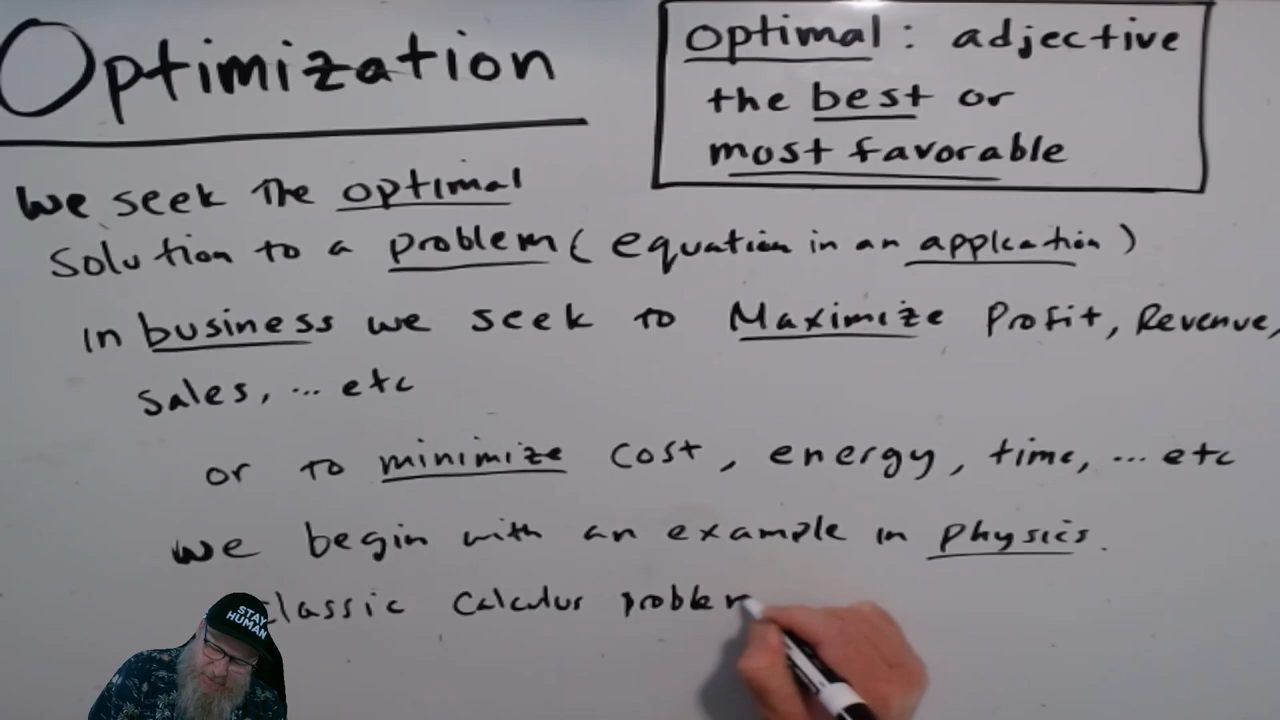 Optimization
optimal : adjective
the best or
most favorable
we seek the optimal
solution to a problem ( equation in an application )
in business we seek to Maximize Profit, Revenue,
Sales, ... etc
or to minimize cost, energy, time, ... etc
we begin with an example in physics.
classic calculus problem
STAY
HUMAN